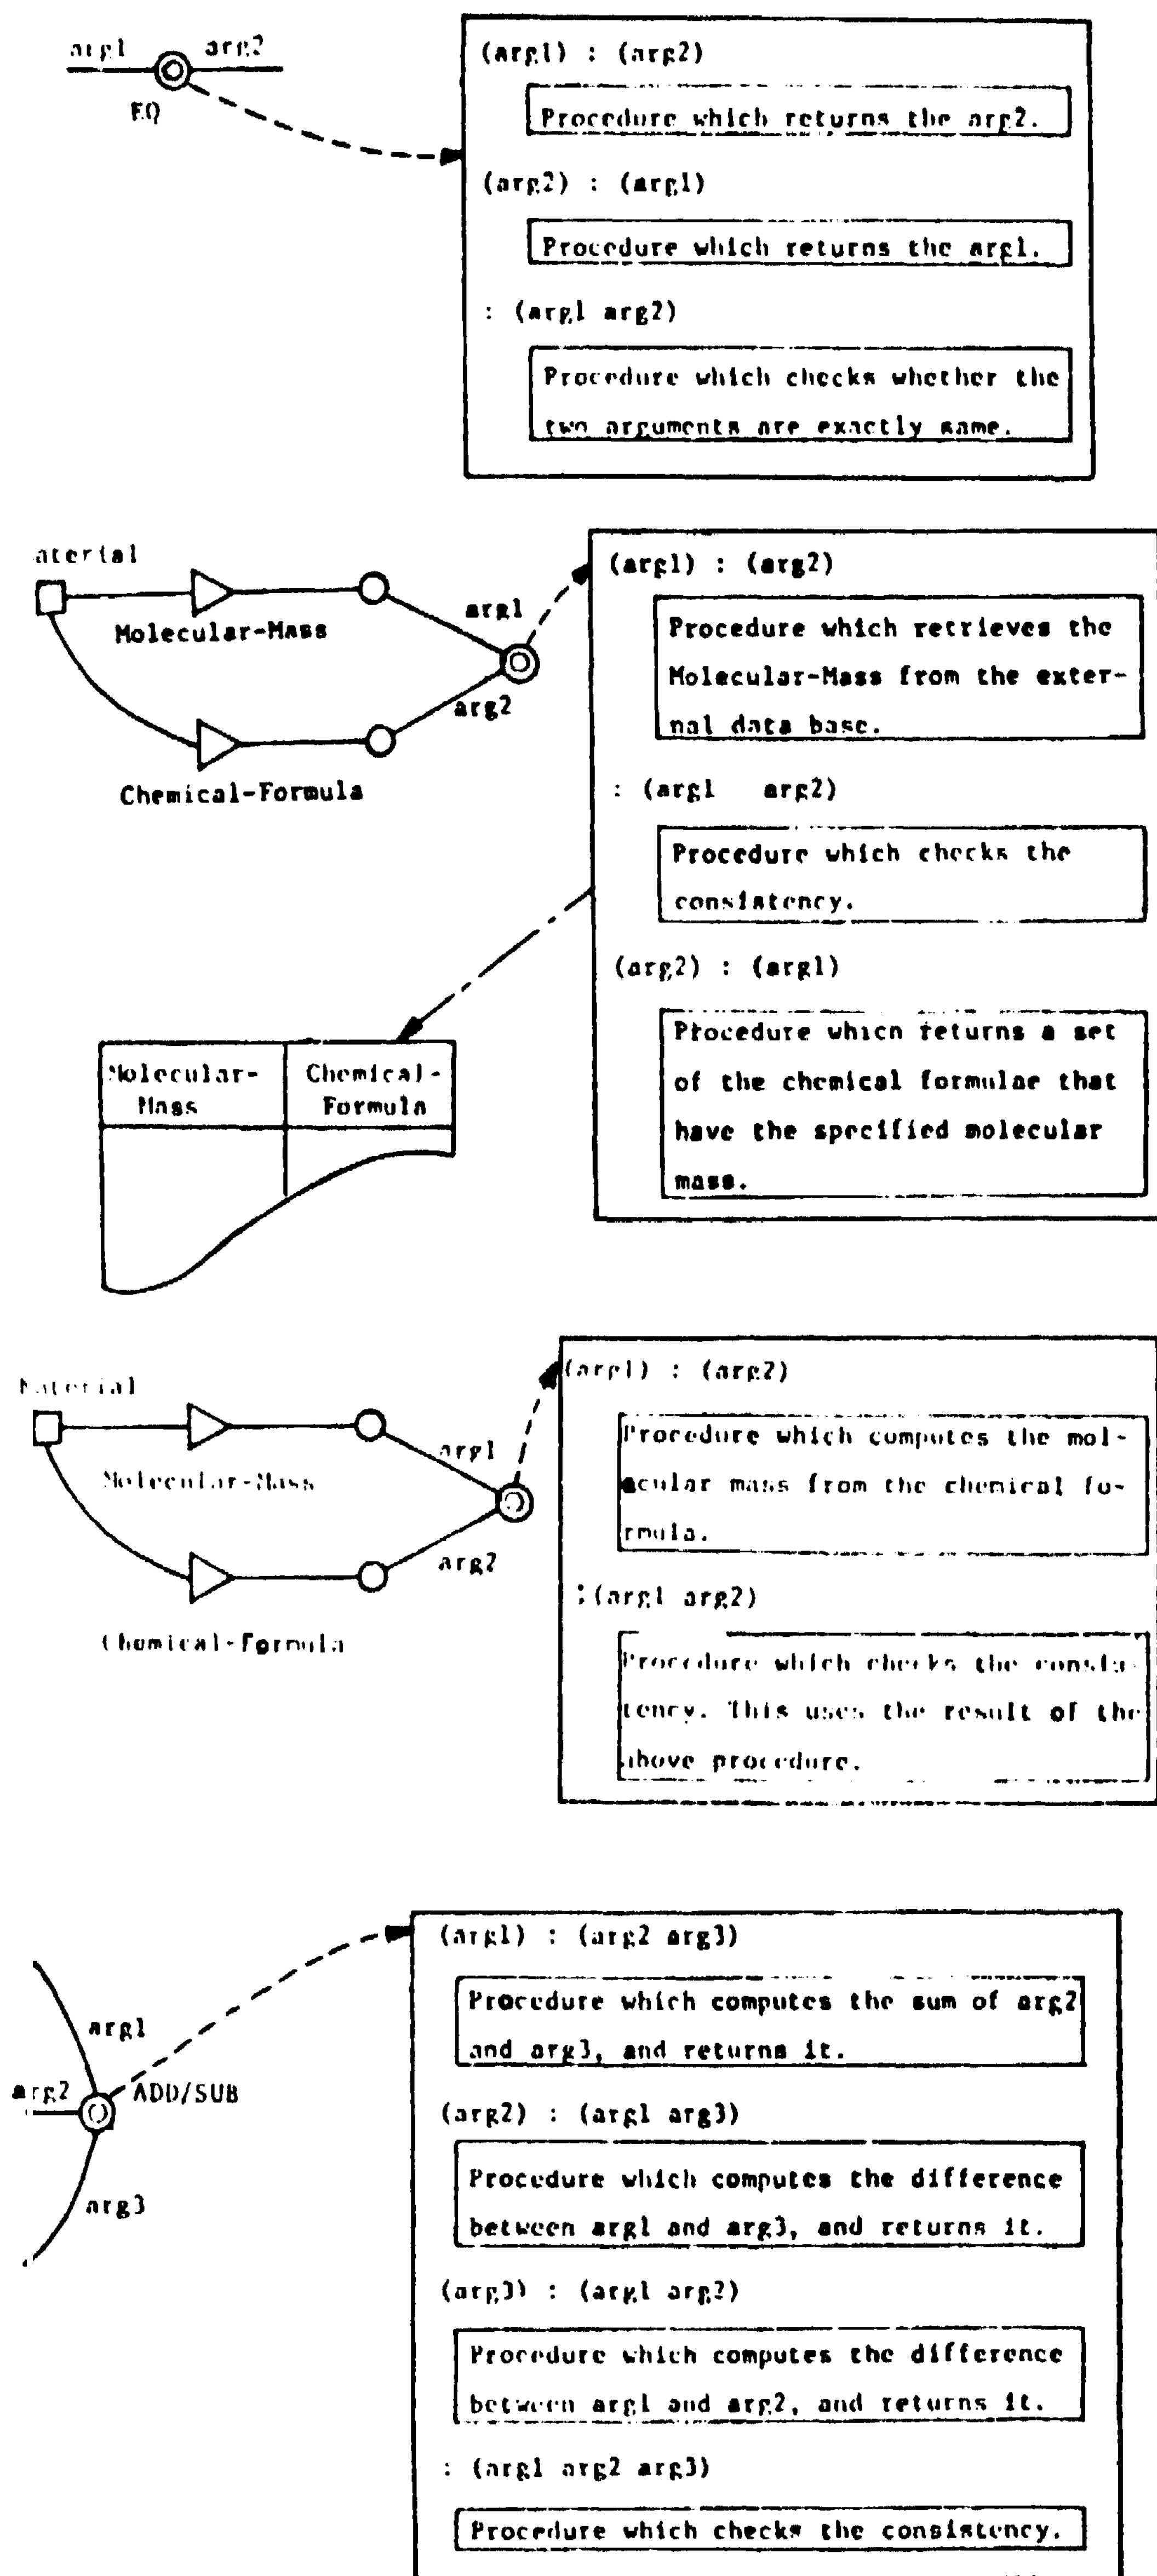 arg1 arg2
EQ
(arg1) : (arg2)
Procedure which returns the arg2.
(arg2) : (arg1)
Procedure which returns the arg1.
: (arg1 arg2)
Procedure which checks whether the
two arguments are exactly same.
aterial
Molecular-Mass
arg1
arg2
Chemical-Formula
(arg1) : (arg2)
Procedure which retrieves the
Molecular-Mass from the exter-
nal data base.
: (arg1 arg2)
Procedure which checks the
consistency.
(arg2) : (arg1)
Procedure which returns a set
of the chemical formulae that
have the specified molecular
mass.
Molecular-
Mass
Chemical-
Formula
Material
Molecular-Mass
arg1
arg2
Chemical-Formula
(arg1) : (arg2)
Procedure which computes the mol-
ecular mass from the chemical fo-
rmula.
:(arg1 arg2)
Procedure which checks the consis-
tency. This uses the result of the
above procedure.
arg1
arg2
ADD/SUB
arg3
(arg1) : (arg2 arg3)
Procedure which computes the sum of arg2
and arg3, and returns it.
(arg2) : (arg1 arg3)
Procedure which computes the difference
between arg1 and arg3, and returns it.
(arg3) : (arg1 arg2)
Procedure which computes the difference
between arg1 and arg2, and returns it.
: (arg1 arg2 arg3)
Procedure which checks the consistency.